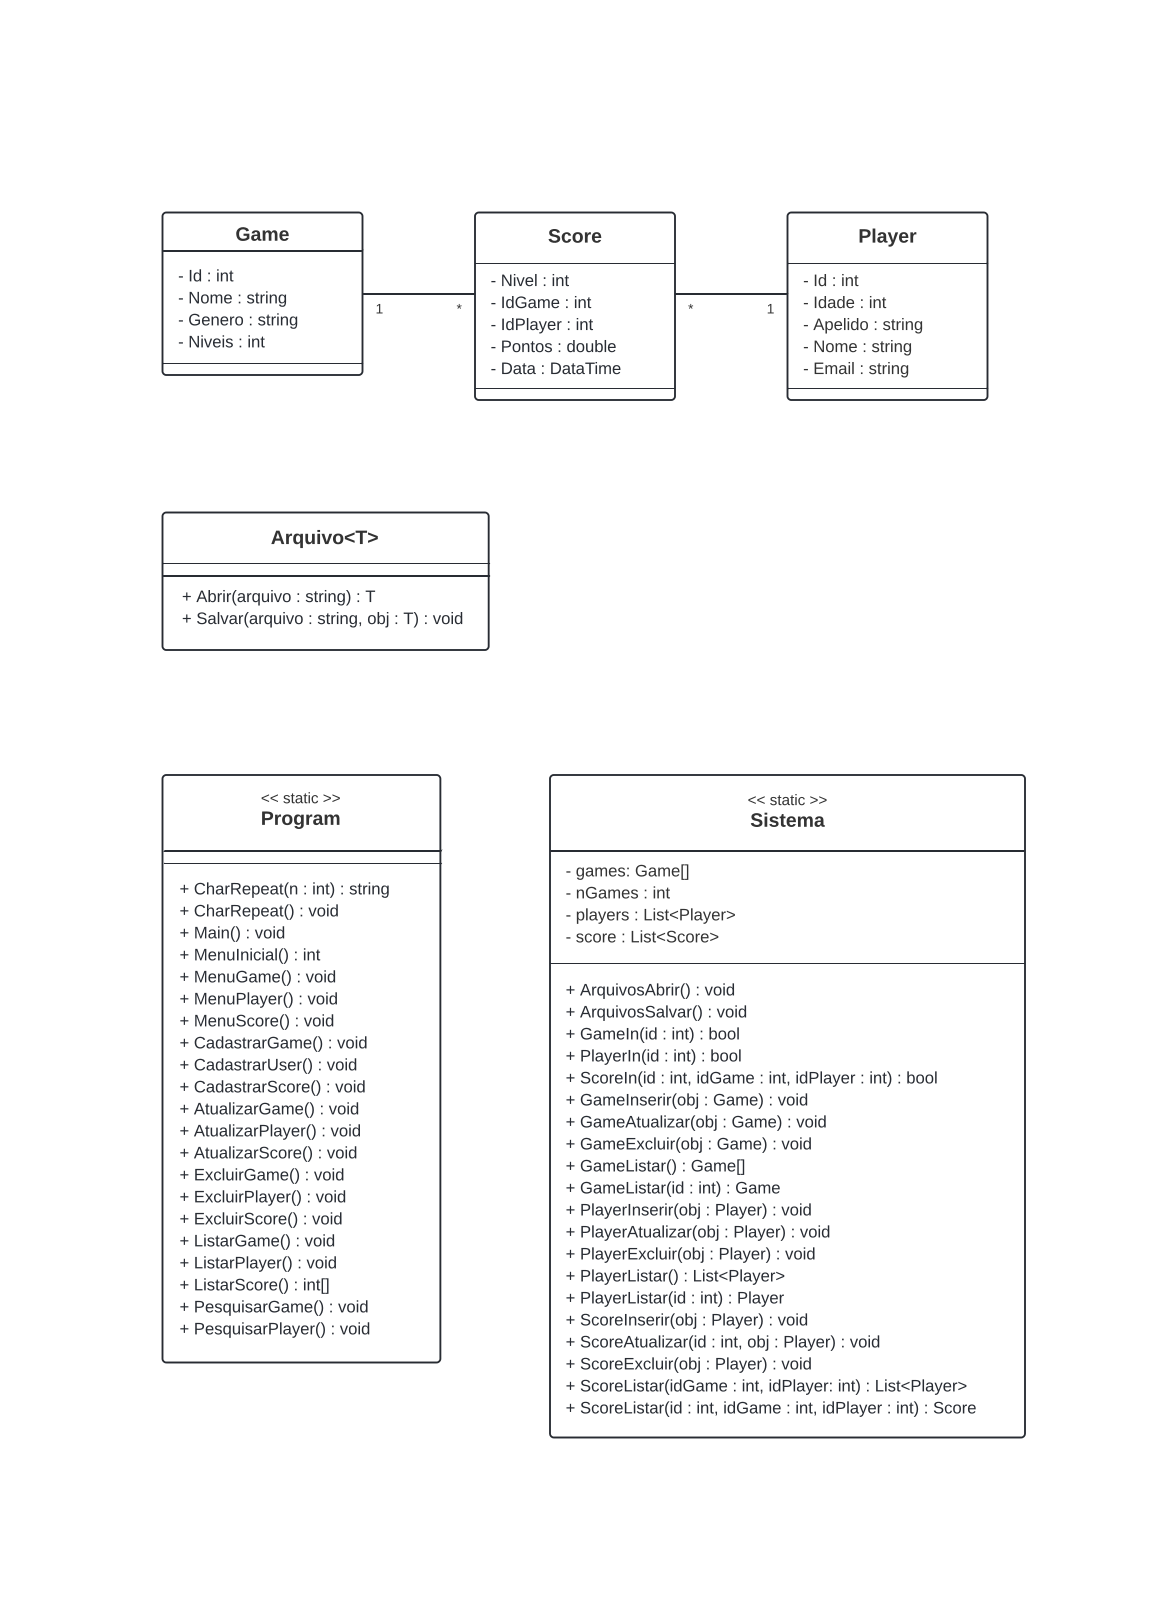 Game
- Id : int
- Nome : string
- Genero : string
- Niveis : int
1
*
Score
- Nivel : int
- IdGame : int
- IdPlayer : int
- Pontos : double
- Data : DataTime
*
1
Player
- Id : int
- Idade : int
- Apelido : string
- Nome : string
- Email : string
Arquivo<T>
+ Abrir(arquivo : string) : T
+ Salvar(arquivo : string, obj : T) : void
<< static >>
Program
+ CharRepeat(n : int) : string
+ CharRepeat() : void
+ Main() : void
+ MenuInicial() : int
+ MenuGame() : void
+ MenuPlayer() : void
+ MenuScore() : void
+ CadastrarGame() : void
+ CadastrarUser() : void
+ CadastrarScore() : void
+ AtualizarGame() : void
+ AtualizarPlayer() : void
+ AtualizarScore() : void
+ ExcluirGame() : void
+ ExcluirPlayer() : void
+ ExcluirScore() : void
+ ListarGame() : void
+ ListarPlayer() : void
+ ListarScore() : int[]
+ PesquisarGame() : void
+ PesquisarPlayer() : void
<< static >>
Sistema
- games: Game[]
- nGames : int
- players : List<Player>
- score : List<Score>
+ ArquivosAbrir() : void
+ ArquivosSalvar() : void
+ GameIn(id : int) : bool
+ PlayerIn(id : int) : bool
+ ScoreIn(id : int, idGame : int, idPlayer : int) : bool
+ GameInserir(obj : Game) : void
+ GameAtualizar(obj : Game) : void
+ GameExcluir(obj : Game) : void
+ GameListar() : Game[]
+ GameListar(id : int) : Game
+ PlayerInserir(obj : Player) : void
+ PlayerAtualizar(obj : Player) : void
+ PlayerExcluir(obj : Player) : void
+ PlayerListar() : List<Player>
+ PlayerListar(id : int) : Player
+ ScoreInserir(obj : Player) : void
+ ScoreAtualizar(id : int, obj : Player) : void
+ ScoreExcluir(obj : Player) : void
+ ScoreListar(idGame : int, idPlayer: int) : List<Player>
+ ScoreListar(id : int, idGame : int, idPlayer : int) : Score